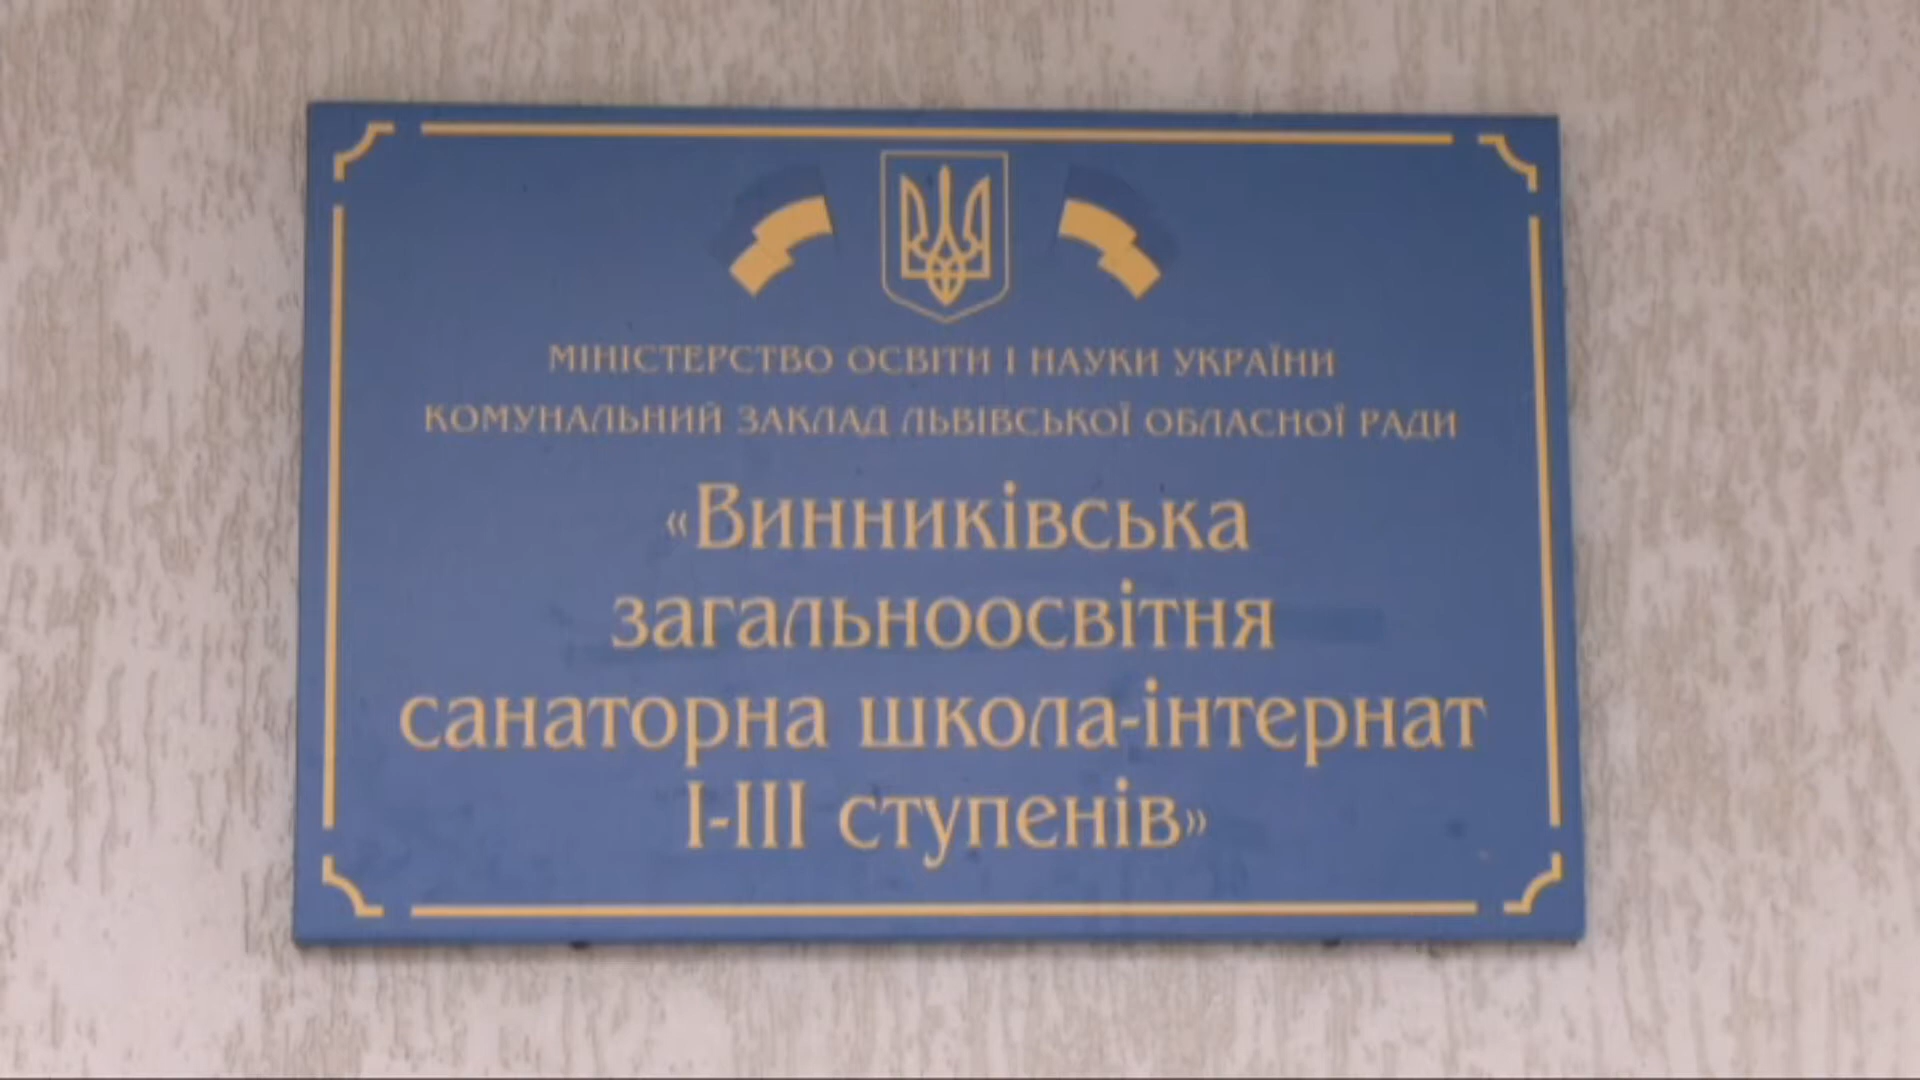 МІНІСТЕРСТВО ОСВІТИ І НАУКИ УКРАЇНИ
КОМУНАЛЬНИЙ ЗАКЛАД ЛЬВІВСЬКОЇ ОБЛАСНОЇ РАДИ
«Винниківська
загальноосвітня
санаторна школа-інтернат
І-ІІІ ступенів»